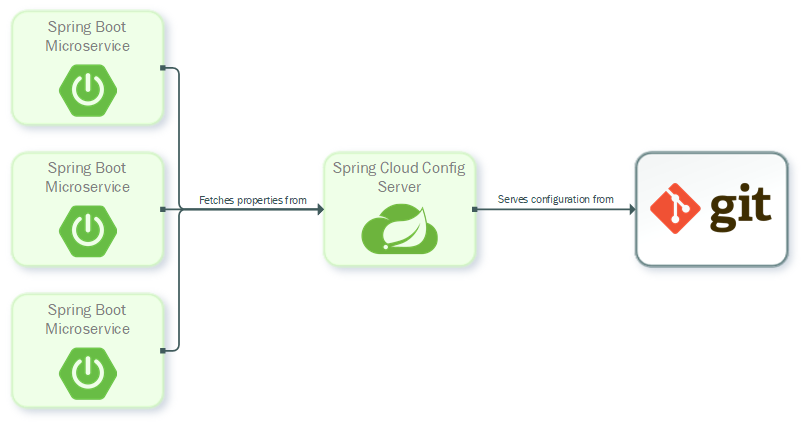 Spring Boot
Microservice
Spring Boot
Microservice
Spring Boot
Microservice
Fetches properties from
Spring Cloud Config
Server
Serves configuration from
git